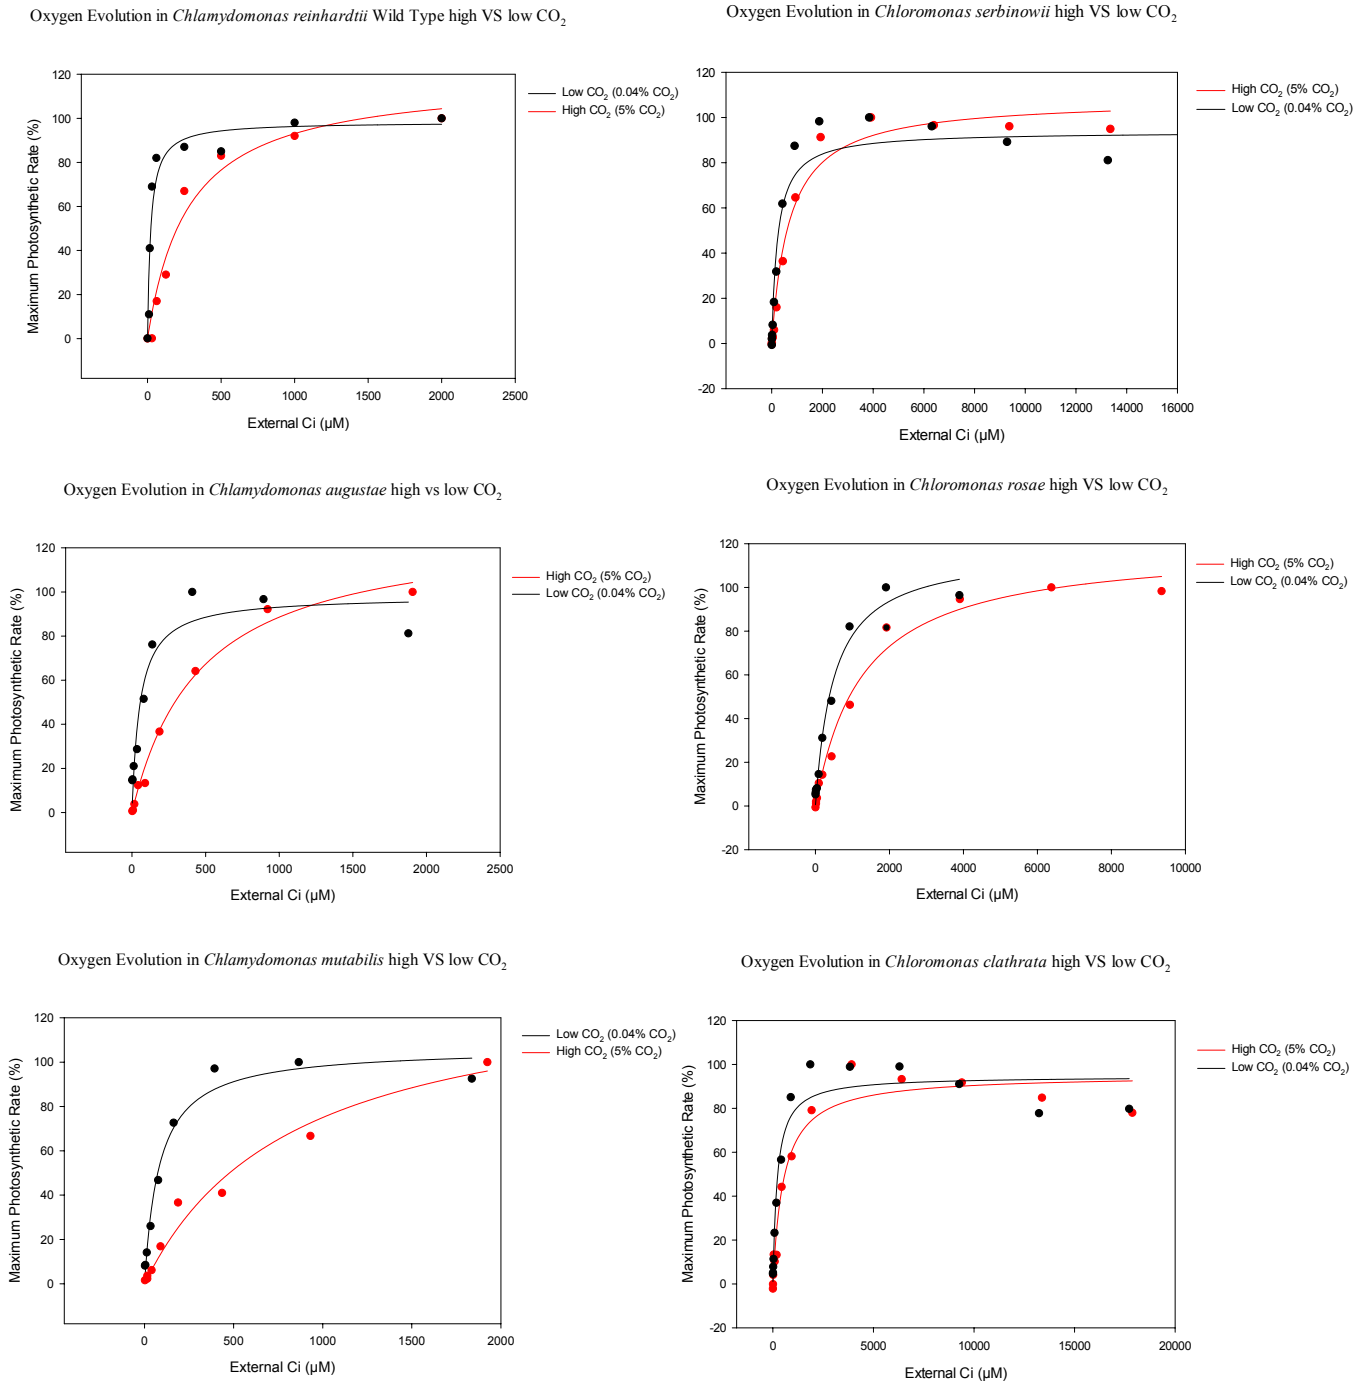 Oxygen Evolution in Chlamydomonas reinhardtii Wild Type high VS low CO2
120
100
80
60
40
20
0
Maximum Photosynthetic Rate (%)
0 500 1000 1500 2000 2500
External Ci (µM)
Low CO2 (0.04% CO2)
High CO2 (5% CO2)
Oxygen Evolution in Chloromonas serbinowii high VS low CO2
120
100
80
60
40
20
0
-20
Maximum Photosynthetic Rate (%)
0 2000 4000 6000 8000 10000 12000 14000 16000
External Ci (µM)
High CO2 (5% CO2)
Low CO2 (0.04% CO2)
Oxygen Evolution in Chlamydomonas augustae high vs low CO2
120
100
80
60
40
20
0
Maximum Photosynthetic Rate (%)
0 500 1000 1500 2000 2500
External Ci (µM)
High CO2 (5% CO2)
Low CO2 (0.04% CO2)
Oxygen Evolution in Chloromonas rosae high VS low CO2
120
100
80
60
40
20
0
-20
Maximum Photosynthetic Rate (%)
0 2000 4000 6000 8000 10000
External Ci (µM)
High CO2 (5% CO2)
Low CO2 (0.04% CO2)
Oxygen Evolution in Chlamydomonas mutabilis high VS low CO2
120
100
80
60
40
20
0
Maximum Photosynthetic Rate (%)
0 500 1000 1500 2000
External Ci (µM)
Low CO2 (0.04% CO2)
High CO2 (5% CO2)
Oxygen Evolution in Chloromonas clathrata high VS low CO2
120
100
80
60
40
20
0
-20
Maximum Photosynthetic Rate (%)
0 5000 10000 15000 20000
External Ci (µM)
High CO2 (5% CO2)
Low CO2 (0.04% CO2)